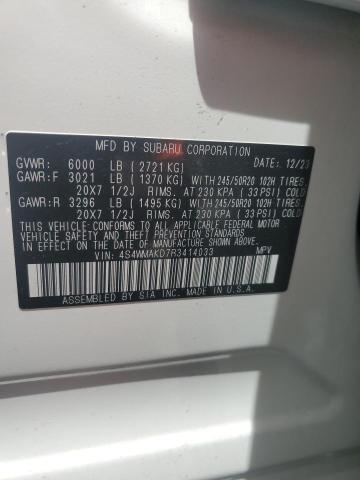 MFD BY SUBARU CORPORATION
GVWR: 6000 LB (2721 KG) DATE: 12/23
GAWR:F 3021 LB (1370 KG) WITH 245/50R20 102H TIRES,
20X7 1/2J RIMS. AT 230 KPA ( 33 PSI) COLD
GAWR:R 3296 LB (1495 KG) WITH 245/50R20 102H TIRES,
20X7 1/2J RIMS. AT 230 KPA ( 33 PSI) COLD
THIS VEHICLE CONFORMS TO ALL APPLICABLE FEDERAL MOTOR VEHICLE
SAFETY AND THEFT PREVENTION STANDARDS IN EFFECT ON THE DATE OF
MANUFACTURE SHOWN ABOVE.
VIN: 4S4WMAKD7R3414033 MPV
ASSEMBLED BY SIA INC. MADE IN U.S.A.